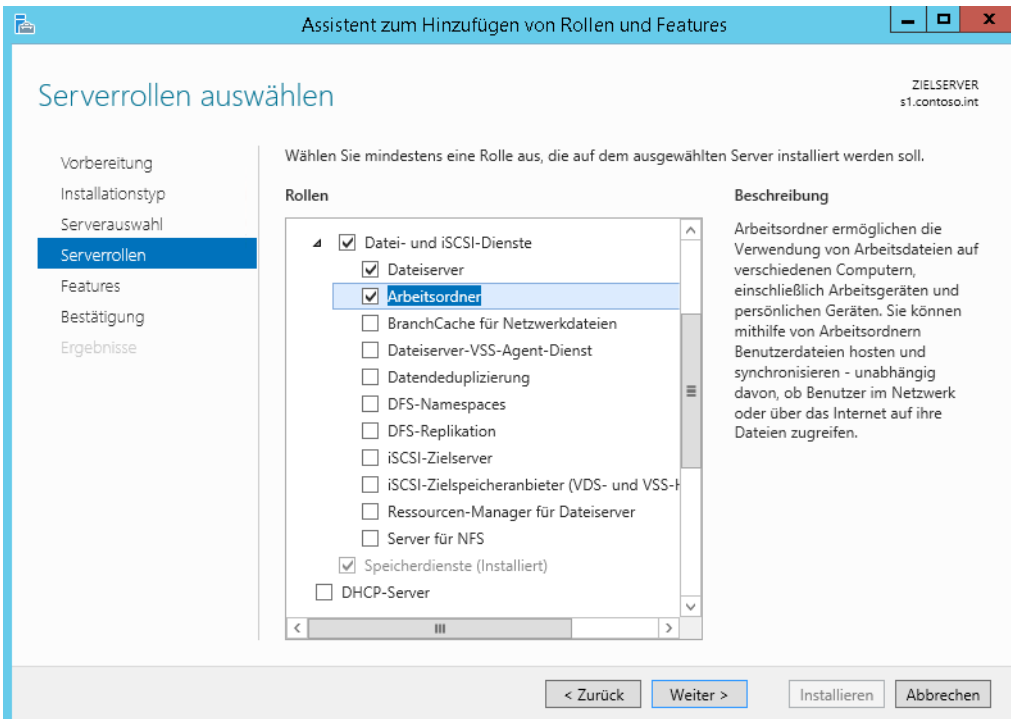 Assistent zum Hinzufügen von Rollen und Features
Serverrollen auswählen
ZIELSERVER
s1.contoso.int
Vorbereitung
Installationstyp
Serverauswahl
Serverrollen
Features
Bestätigung
Ergebnisse
Wählen Sie mindestens eine Rolle aus, die auf dem ausgewählten Server installiert werden soll.
Rollen
Datei- und iSCSI-Dienste
Dateiserver
Arbeitsordner
BranchCache für Netzwerkdateien
Dateiserver-VSS-Agent-Dienst
Datendeduplizierung
DFS-Namespaces
DFS-Replikation
iSCSI-Zielserver
iSCSI-Zielspeicheranbieter (VDS- und VSS-H
Ressourcen-Manager für Dateiserver
Server für NFS
Speicherdienste (Installiert)
DHCP-Server
Beschreibung
Arbeitsordner ermöglichen die
Verwendung von Arbeitsdateien auf
verschiedenen Computern,
einschließlich Arbeitsgeräten und
persönlichen Geräten. Sie können
mithilfe von Arbeitsordnern
Benutzerdateien hosten und
synchronisieren - unabhängig
davon, ob Benutzer im Netzwerk
oder über das Internet auf ihre
Dateien zugreifen.
< Zurück
Weiter >
Installieren
Abbrechen